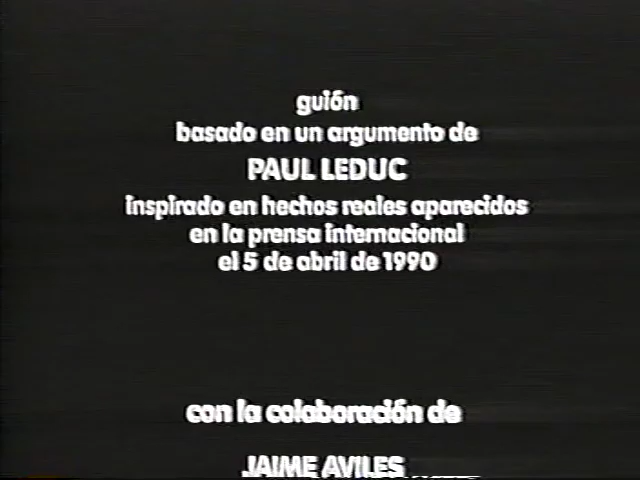 guión
basado en un argumento de
PAUL LEDUC
inspirado en hechos reales aparecidos
en la prensa internacional
el 5 de abril de 1990
con la colaboración de
JAIME AVILES